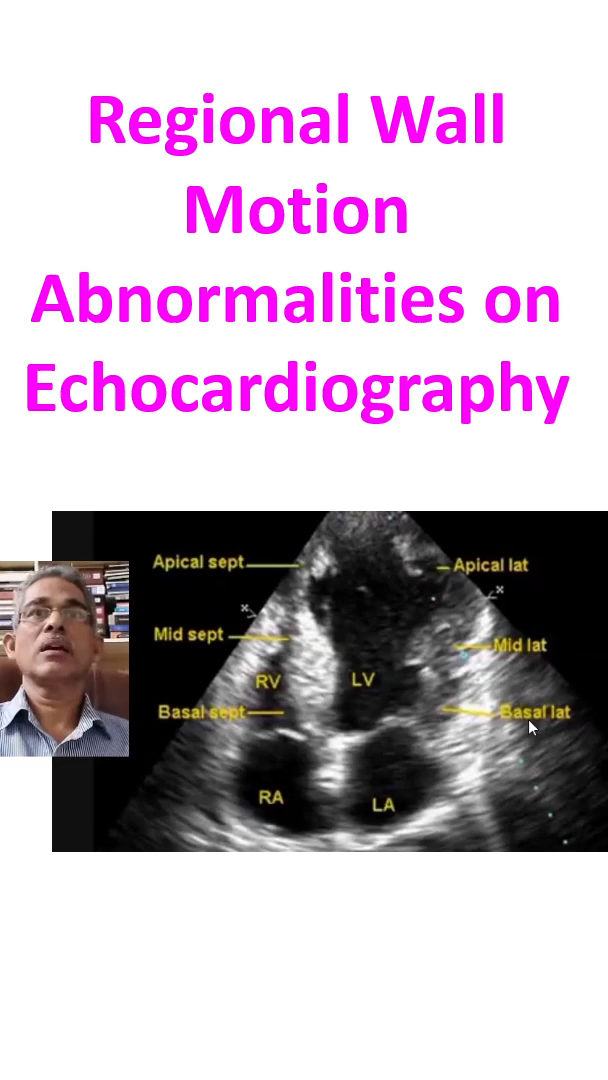 Regional Wall
Motion
Abnormalities on
Echocardiography
Apical sept
Apical lat
x
x
Mid sept
Mid lat
RV
LV
Basal sept
Basal lat
RA
LA